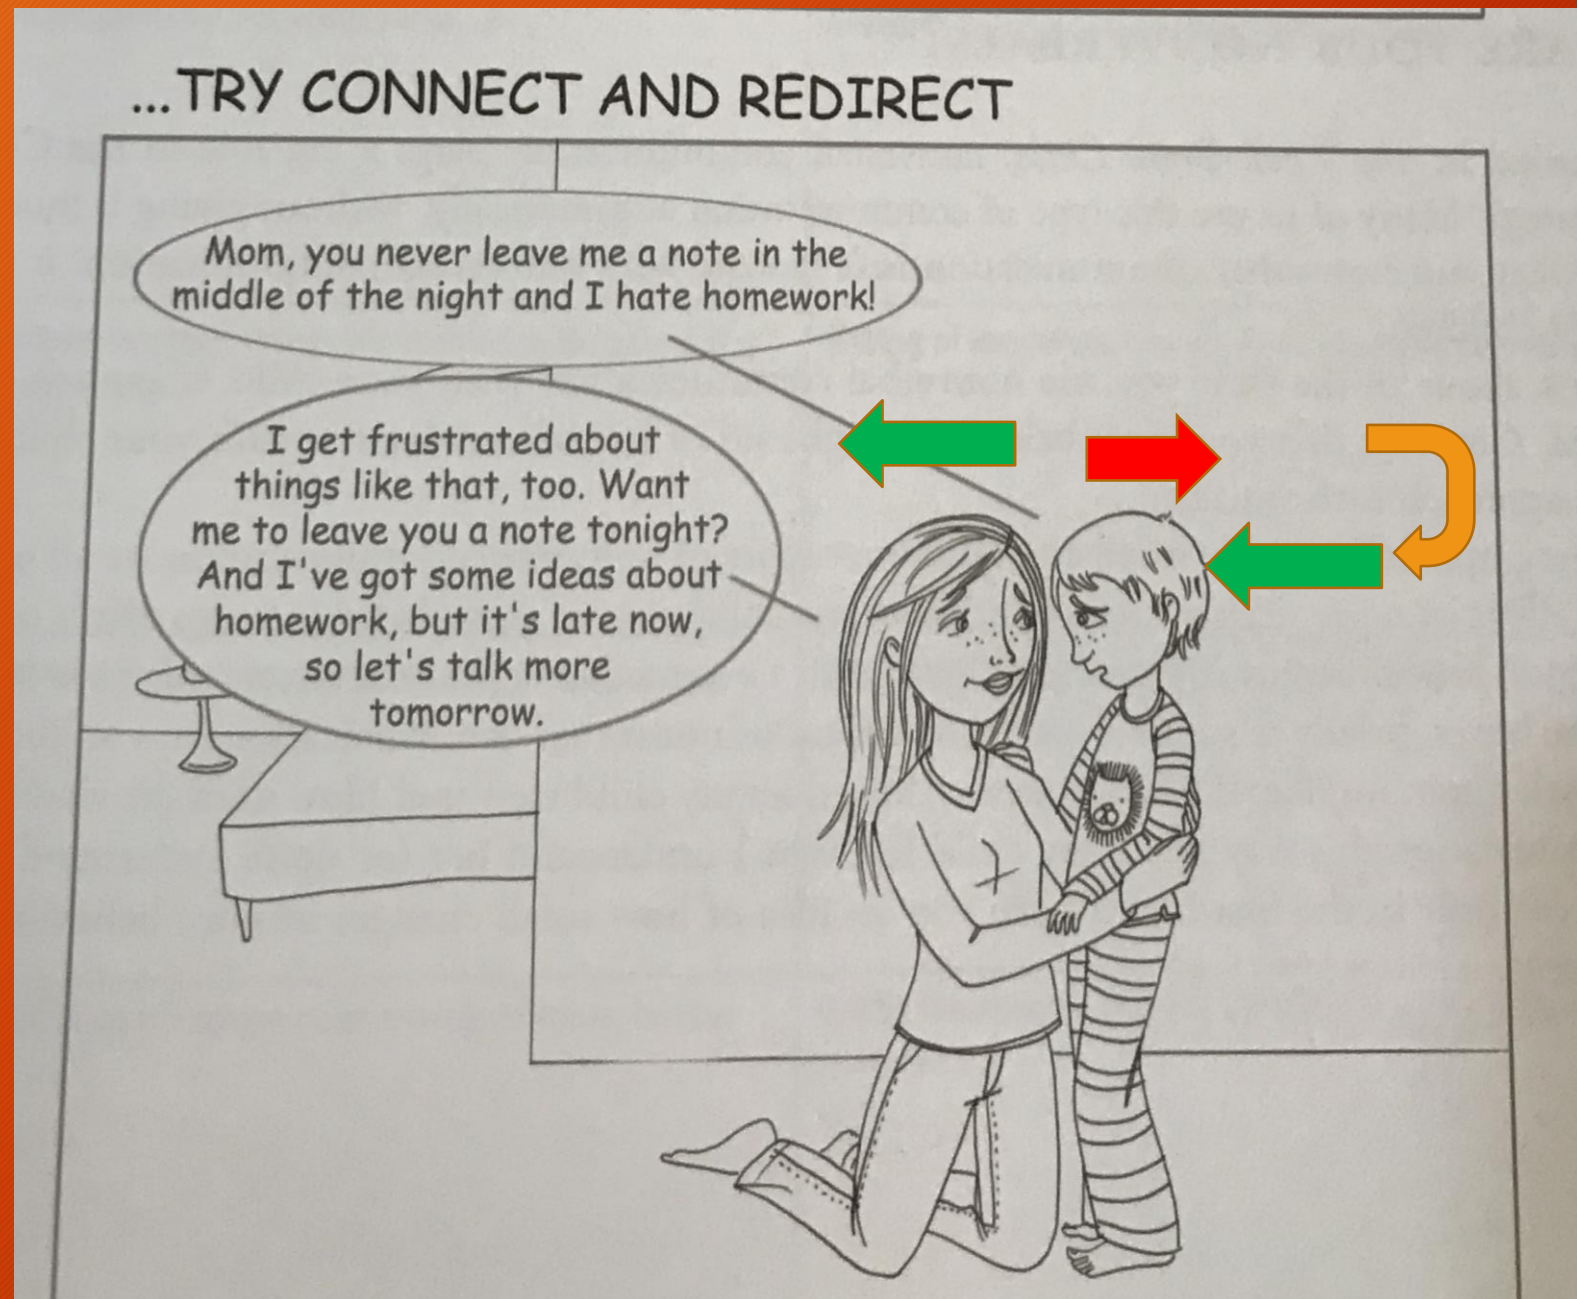 ...TRY CONNECT AND REDIRECT
Mom, you never leave me a note in the
middle of the night and I hate homework!
I get frustrated about
things like that, too. Want
me to leave you a note tonight?
And I've got some ideas about
homework, but it's late now,
so let's talk more
tomorrow.